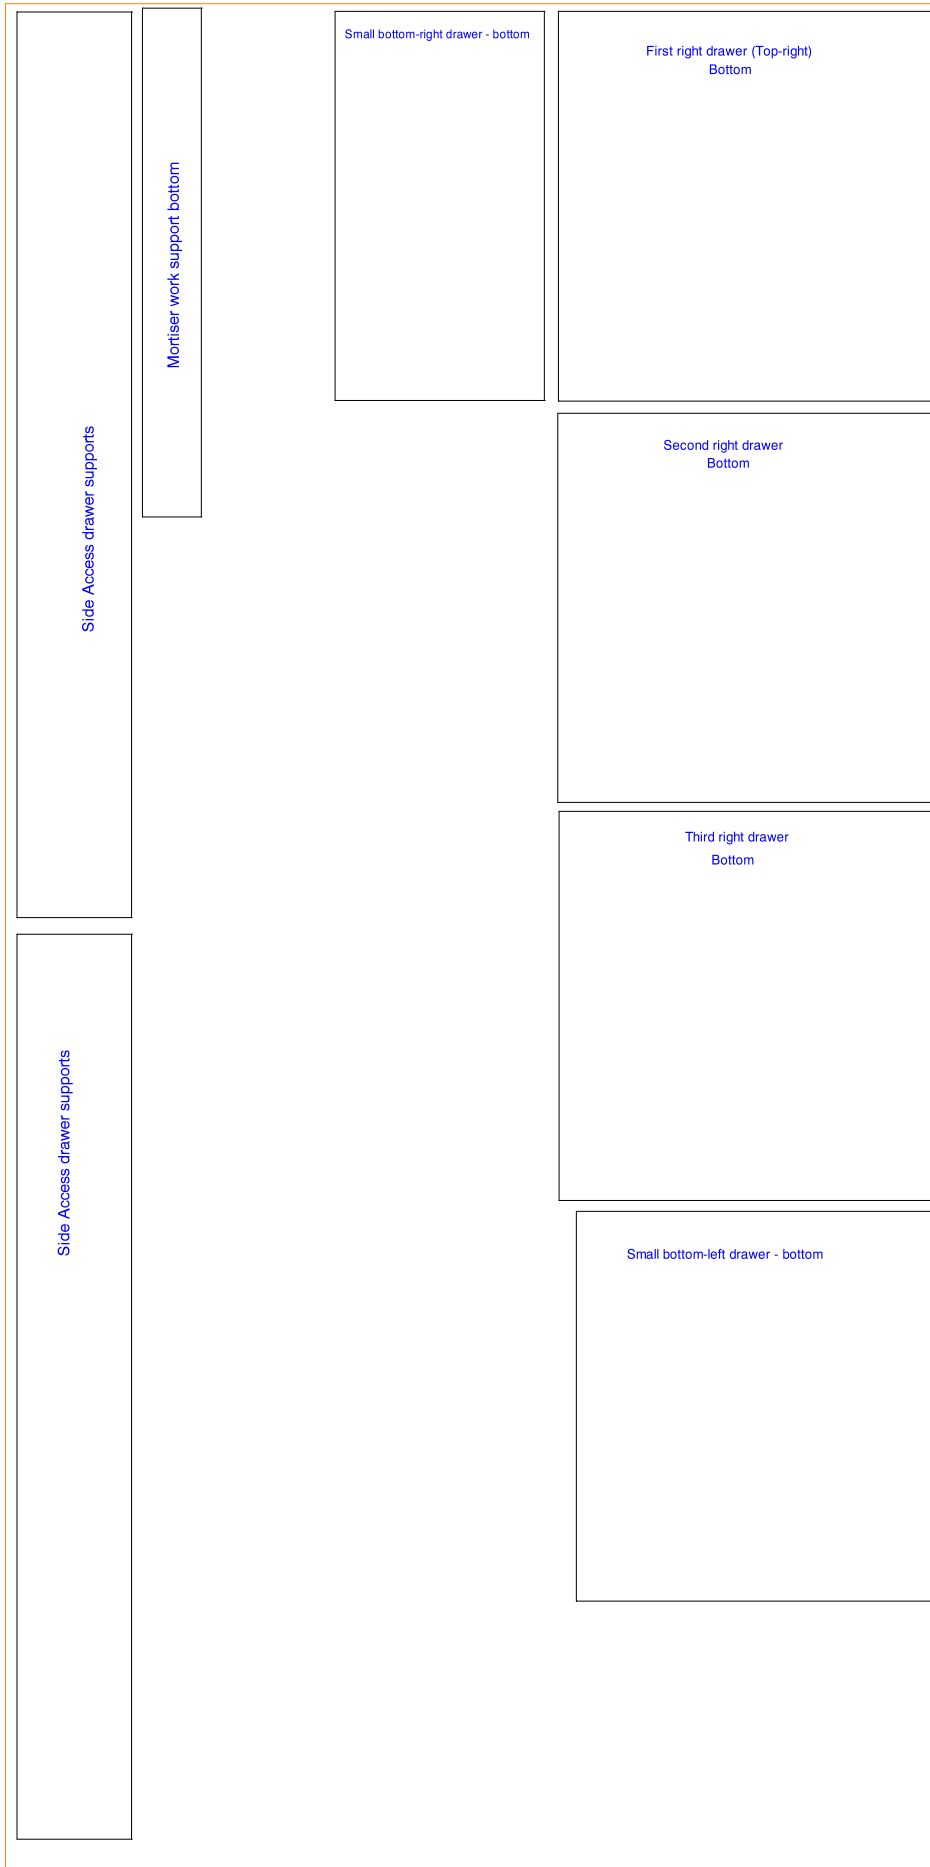 Side Access drawer supports
Mortiser work support bottom
Small bottom-right drawer - bottom
First right drawer (Top-right)
Bottom
Second right drawer
Bottom
Third right drawer
Bottom
Side Access drawer supports
Small bottom-left drawer - bottom